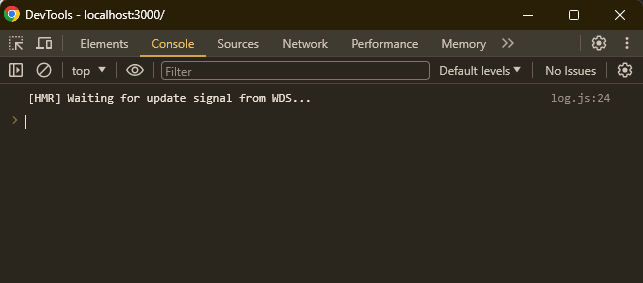 DevTools - localhost:3000/
Elements Console Sources Network Performance Memory
top Filter Default levels No Issues
[HMR] Waiting for update signal from WDS... log.js:24